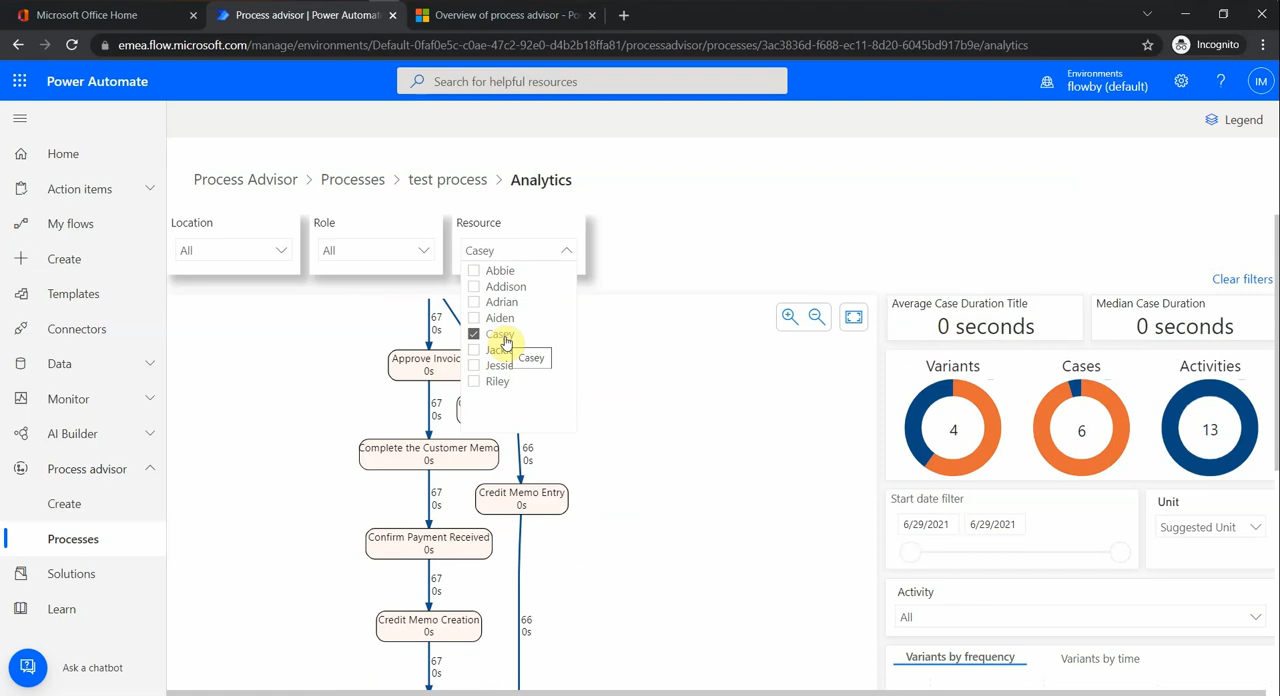 Microsoft Office Home
Process advisor | Power Automate
Overview of process advisor - Po
emea.flow.microsoft.com/manage/environments/Default-0faf0e5c-c0ae-47c2-92e0-d4b2b18ffa81/processadvisor/processes/3ac3836d-f688-ec11-8d20-6045bd917b9e/analytics
Incognito
Power Automate
Search for helpful resources
Environments
flowby (default)
?
IM
Legend
Home
Action items
My flows
Create
Templates
Connectors
Data
Monitor
AI Builder
Process advisor
Create
Processes
Solutions
Learn
Ask a chatbot
Process Advisor > Processes > test process > Analytics
Location
All
Role
All
Resource
Casey
Abbie
Addison
Adrian
Aiden
Casey
Jessie
Riley
Casey
Clear filters
67
0s
Approve Invoic
0s
67
0s
Complete the Customer Memo
0s
67
0s
66
0s
Credit Memo Entry
0s
Confirm Payment Received
0s
67
0s
Credit Memo Creation
0s
66
0s
67
0s
Average Case Duration Title
0 seconds
Median Case Duration
0 seconds
Variants
4
Cases
6
Activities
13
Start date filter
6/29/2021
6/29/2021
Unit
Suggested Unit
Activity
All
Variants by frequency
Variants by time